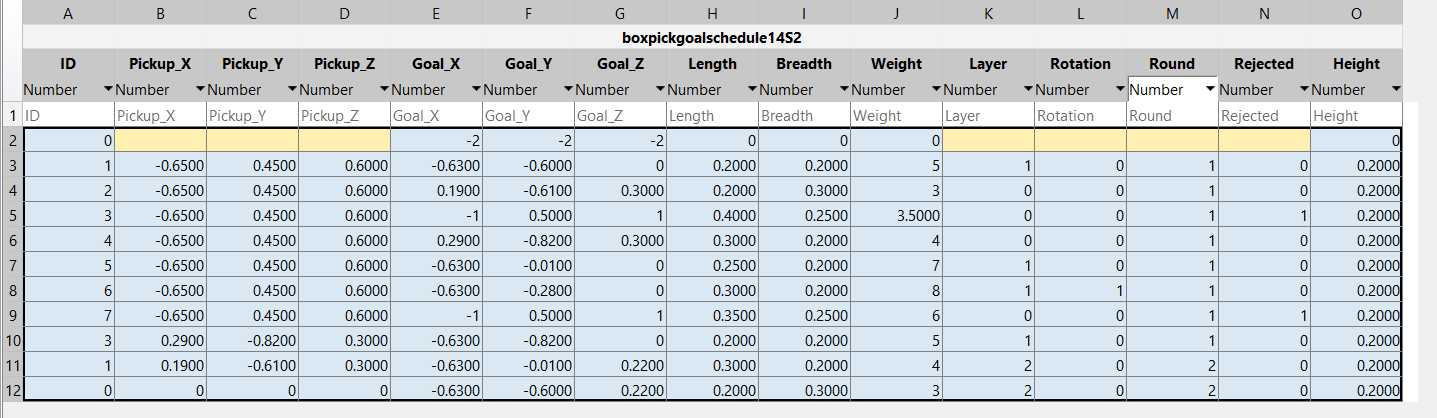 A B C D E F G H I J K L M N O
boxpickgoalschedule14S2
ID Pickup_X Pickup_Y Pickup_Z Goal_X Goal_Y Goal_Z Length Breadth Weight Layer Rotation Round Rejected Height
Number Number Number Number Number Number Number Number Number Number Number Number Number Number Number
1 ID Pickup_X Pickup_Y Pickup_Z Goal_X Goal_Y Goal_Z Length Breadth Weight Layer Rotation Round Rejected Height
2 0 -2 -2 -2 0 0 0 0
3 1 -0.6500 0.4500 0.6000 -0.6300 -0.6000 0 0.2000 0.2000 5 1 0 1 0 0.2000
4 2 -0.6500 0.4500 0.6000 0.1900 -0.6100 0.3000 0.2000 0.3000 3 0 0 1 0 0.2000
5 3 -0.6500 0.4500 0.6000 -1 0.5000 1 0.4000 0.2500 3.5000 0 0 1 1 0.2000
6 4 -0.6500 0.4500 0.6000 0.2900 -0.8200 0.3000 0.3000 0.2000 4 0 0 1 0 0.2000
7 5 -0.6500 0.4500 0.6000 -0.6300 -0.0100 0 0.2500 0.2000 7 1 0 1 0 0.2000
8 6 -0.6500 0.4500 0.6000 -0.6300 -0.2800 0 0.3000 0.2000 8 1 1 1 0 0.2000
9 7 -0.6500 0.4500 0.6000 -1 0.5000 1 0.3500 0.2500 6 0 0 1 1 0.2000
10 3 0.2900 -0.8200 0.3000 -0.6300 -0.8200 0 0.2000 0.2000 5 1 0 1 0 0.2000
11 1 0.1900 -0.6100 0.3000 -0.6300 -0.0100 0.2200 0.3000 0.2000 4 2 0 2 0 0.2000
12 0 0 0 0 -0.6300 -0.6000 0.2200 0.2000 0.3000 3 2 0 2 0 0.2000